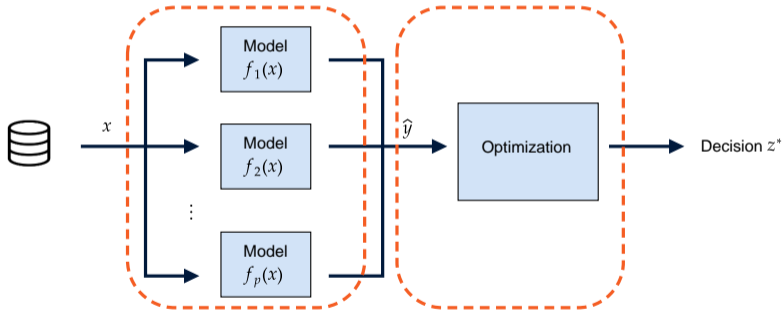 Model
f₁(x)
x
Model
f₂(x)
ŷ
Optimization
Decision z*
⋮
Model
fₚ(x)